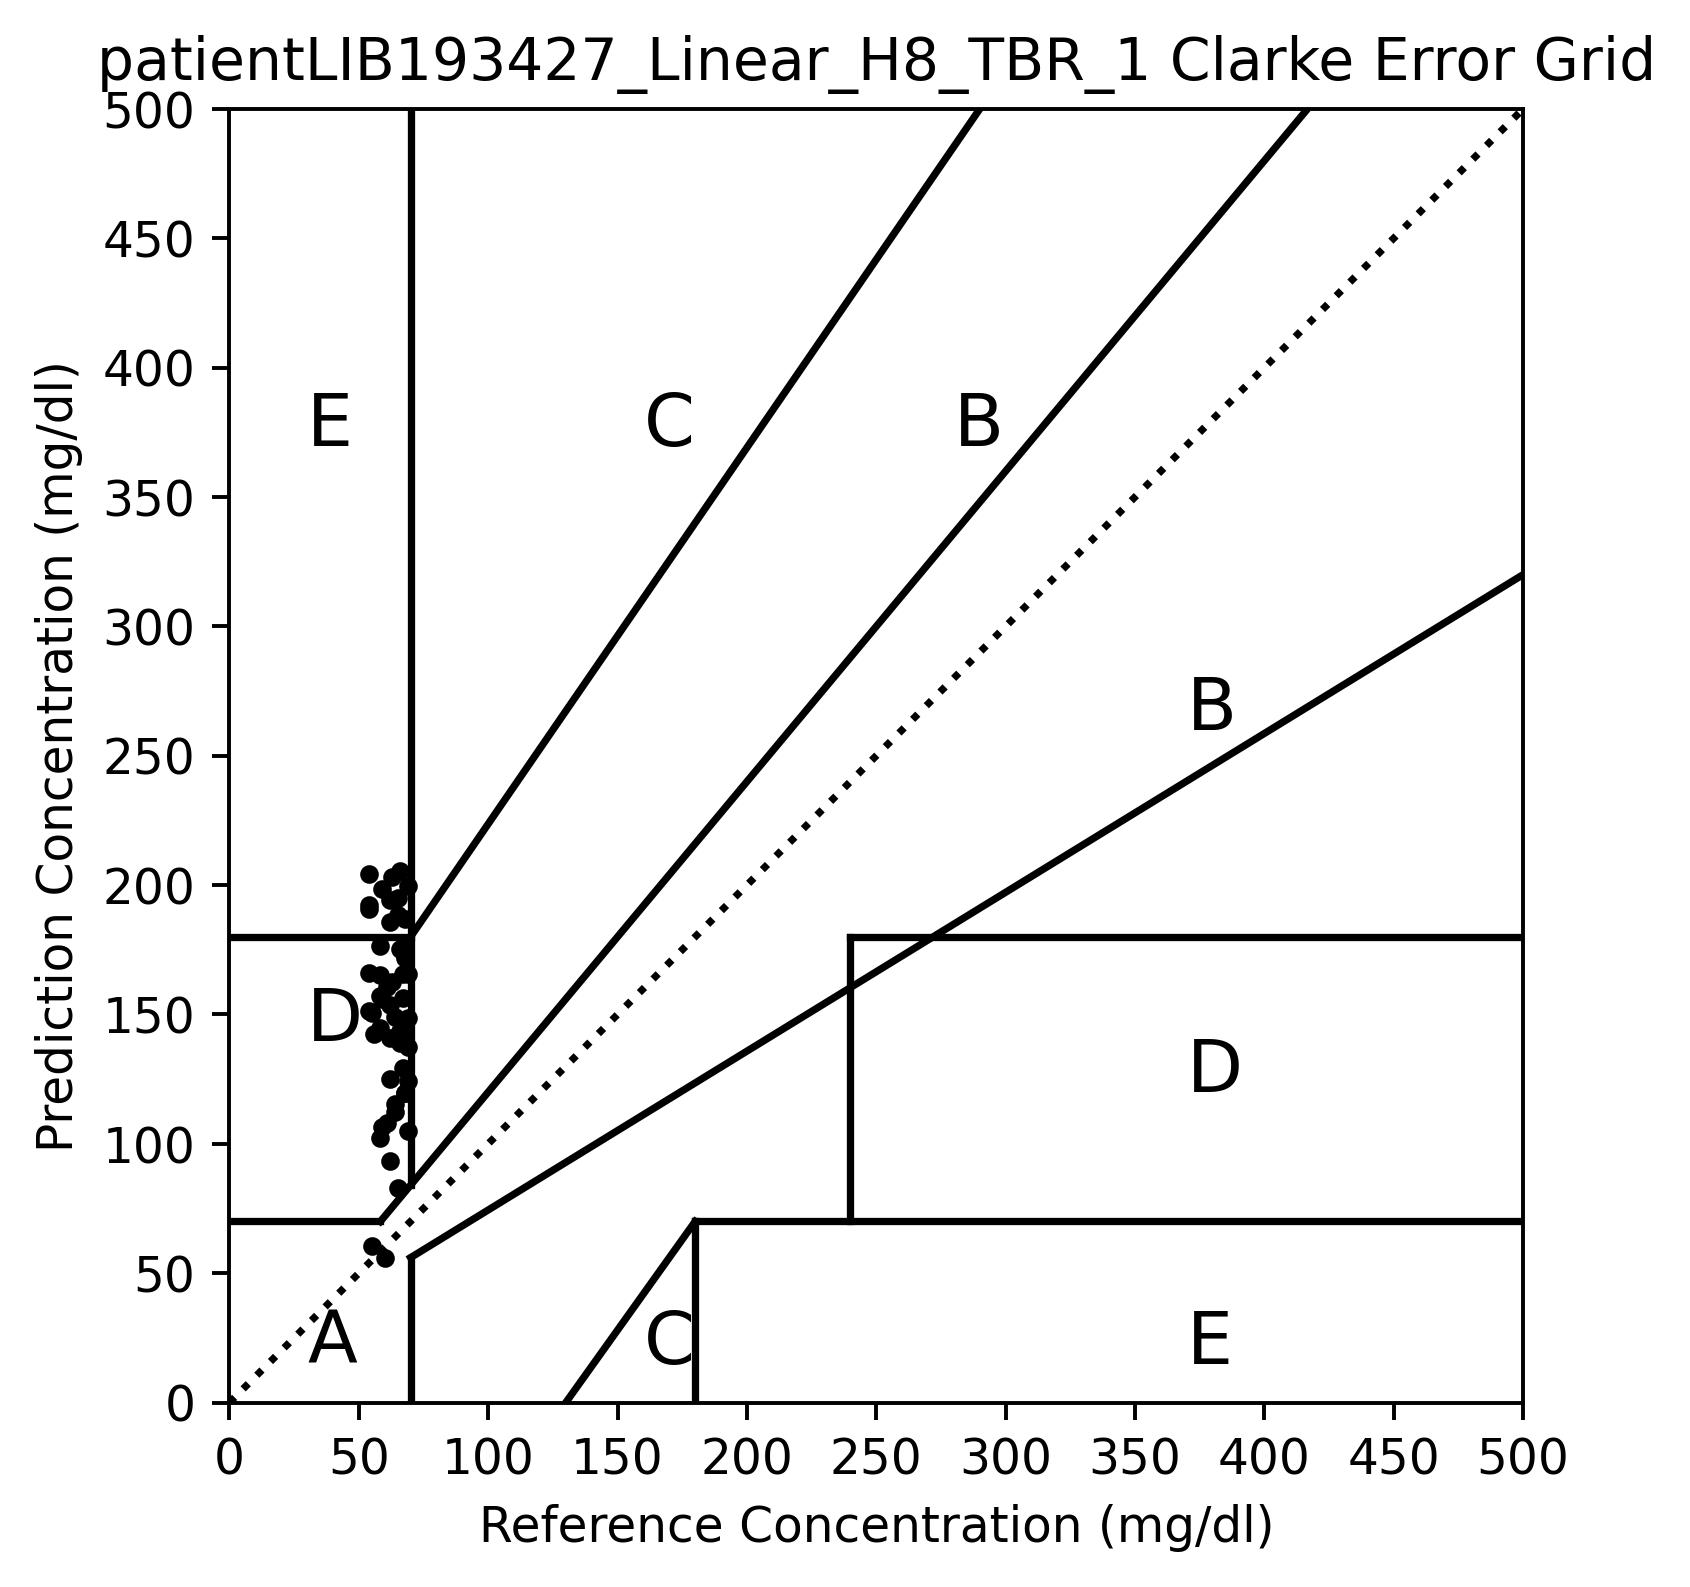 patientLIB193427_Linear_H8_TBR_1 Clarke Error Grid
500
450
400
350
300
250
200
150
100
50
0
Prediction Concentration (mg/dl)
E
C
B
B
D
D
A
C
E
0 50 100 150 200 250 300 350 400 450 500
Reference Concentration (mg/dl)